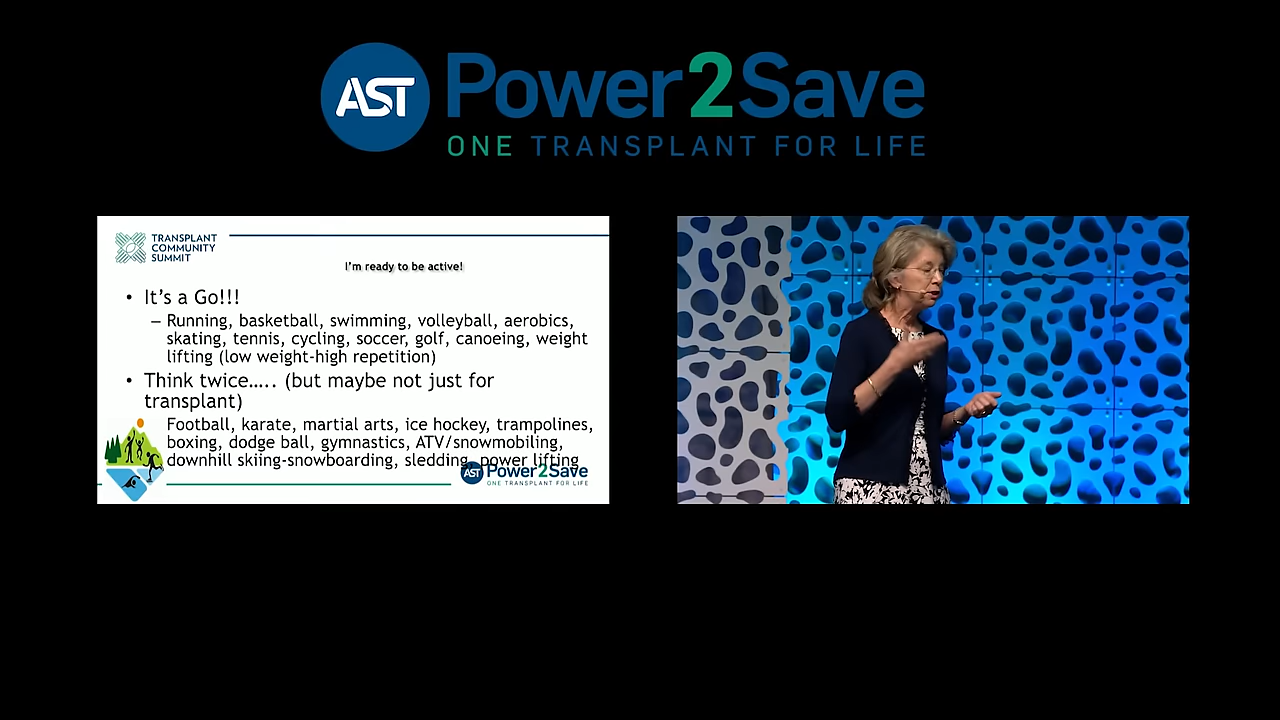 AST Power2Save
ONE TRANSPLANT FOR LIFE
TRANSPLANT
COMMUNITY
SUMMIT
I'm ready to be active!
• It's a Go!!!
– Running, basketball, swimming, volleyball, aerobics,
skating, tennis, cycling, soccer, golf, canoeing, weight
lifting (low weight-high repetition)
• Think twice….. (but maybe not just for
transplant)
Football, karate, martial arts, ice hockey, trampolines,
boxing, dodge ball, gymnastics, ATV/snowmobiling,
downhill skiing-snowboarding, sledding, power lifting
AST Power2Save
ONE TRANSPLANT FOR LIFE